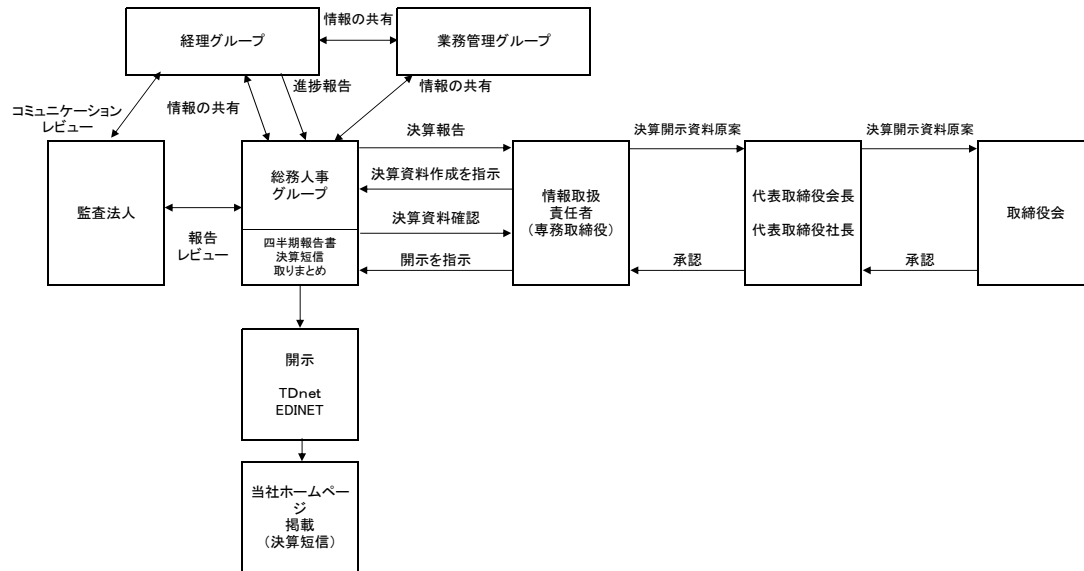 情報の共有
経理グループ
業務管理グループ
進捗報告
情報の共有
情報の共有
コミュニケーション
レビュー
監査法人
報告
レビュー
総務人事
グループ
四半期報告書
決算短信
取りまとめ
決算報告
決算資料作成を指示
決算資料確認
開示を指示
情報取扱
責任者
（専務取締役）
決算開示資料原案
承認
代表取締役会長
代表取締役社長
決算開示資料原案
承認
取締役会
開示
TDnet
EDINET
当社ホームペー
ジ
掲載
（決算短信）